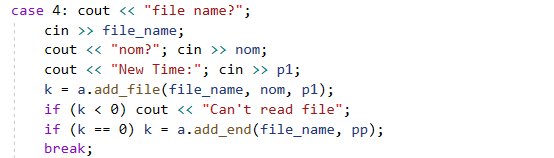 case 4: cout << "file name?";
cin >> file_name;
cout << "nom?"; cin >> nom;
cout << "New Time:"; cin >> p1;
k = a.add_file(file_name, nom, p1);
if (k < 0) cout << "Can't read file";
if (k == 0) k = a.add_end(file_name, pp);
break;